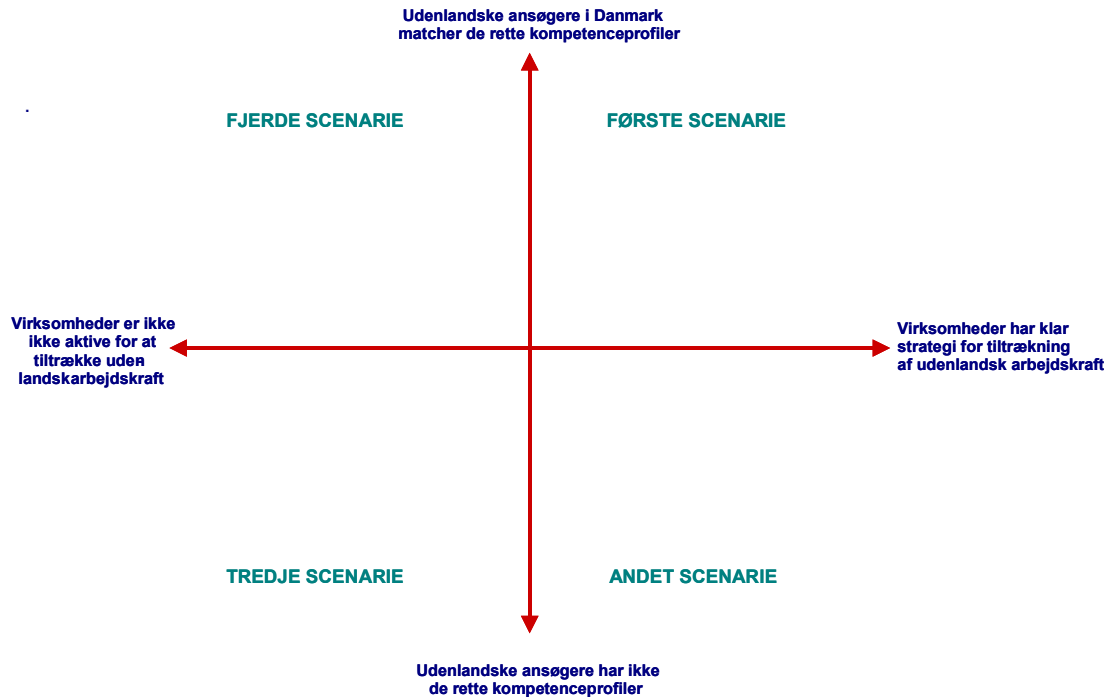 Udenlandske ansøgere i Danmark
matcher de rette kompetenceprofiler
.
FJERDE SCENARIE
FØRSTE SCENARIE
Virksomheder er ikke
ikke aktive for at
tiltrække uden-
landskarbejdskraft
Virksomheder har klar
strategi for tiltrækning
af udenlandsk arbejdskraft
TREDJE SCENARIE
ANDET SCENARIE
Udenlandske ansøgere har ikke
de rette kompetenceprofiler